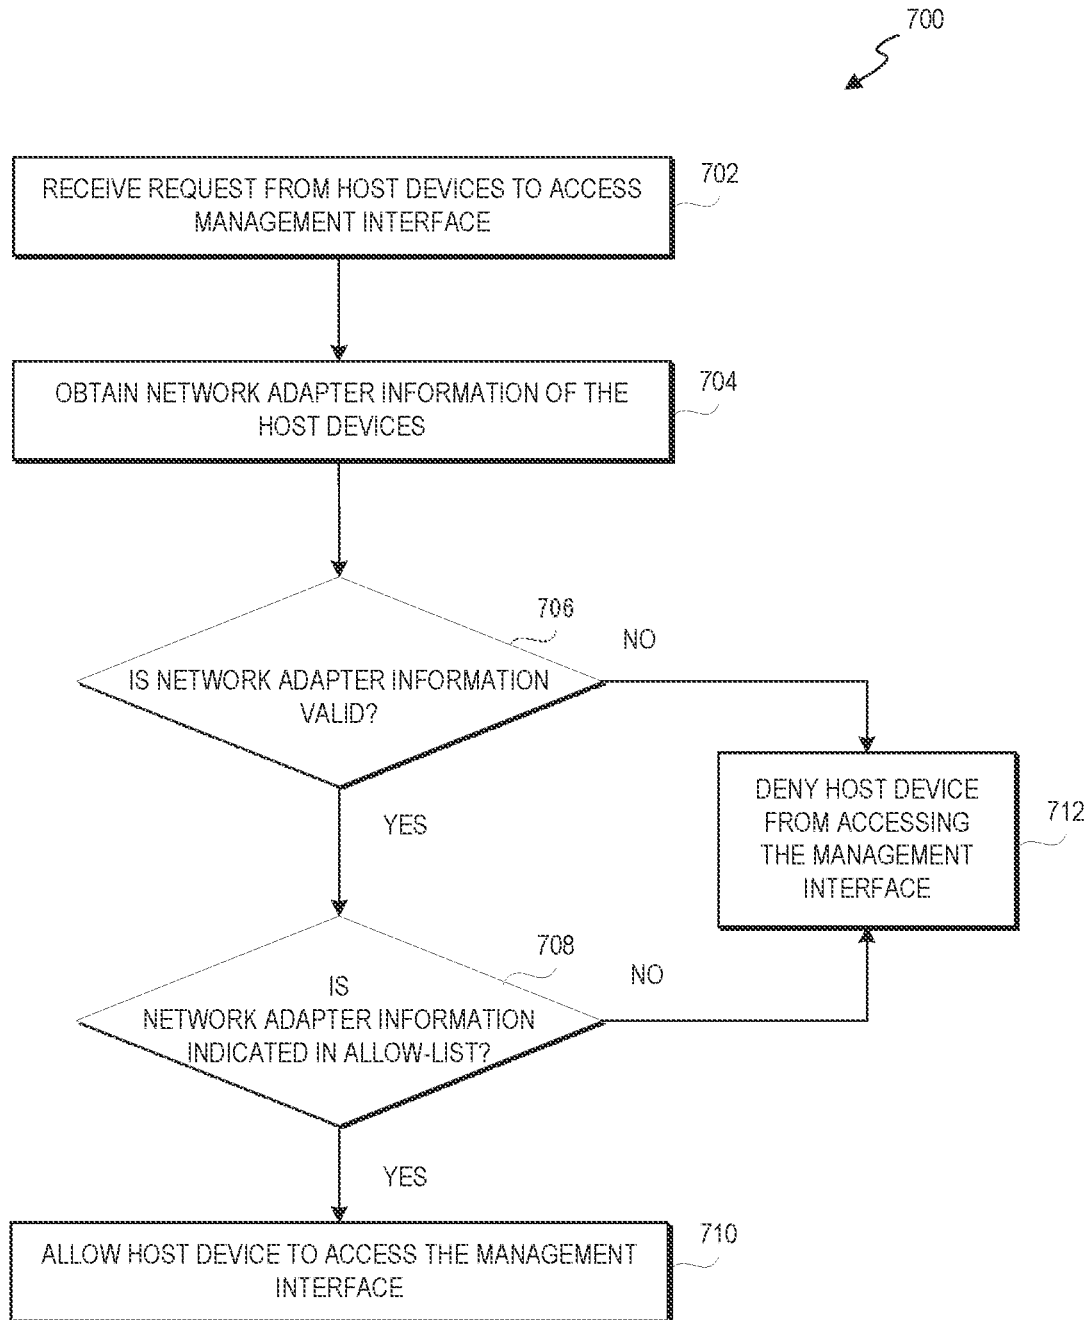 700
RECEIVE REQUEST FROM HOST DEVICES TO ACCESS
MANAGEMENT INTERFACE
702
OBTAIN NETWORK ADAPTER INFORMATION OF THE
HOST DEVICES
704
706
NO
IS NETWORK ADAPTER INFORMATION
VALID?
YES
DENY HOST DEVICE
FROM ACCESSING
THE MANAGEMENT
INTERFACE
712
708
NO
IS
NETWORK ADAPTER INFORMATION
INDICATED IN ALLOW-LIST?
YES
ALLOW HOST DEVICE TO ACCESS THE MANAGEMENT
INTERFACE
710